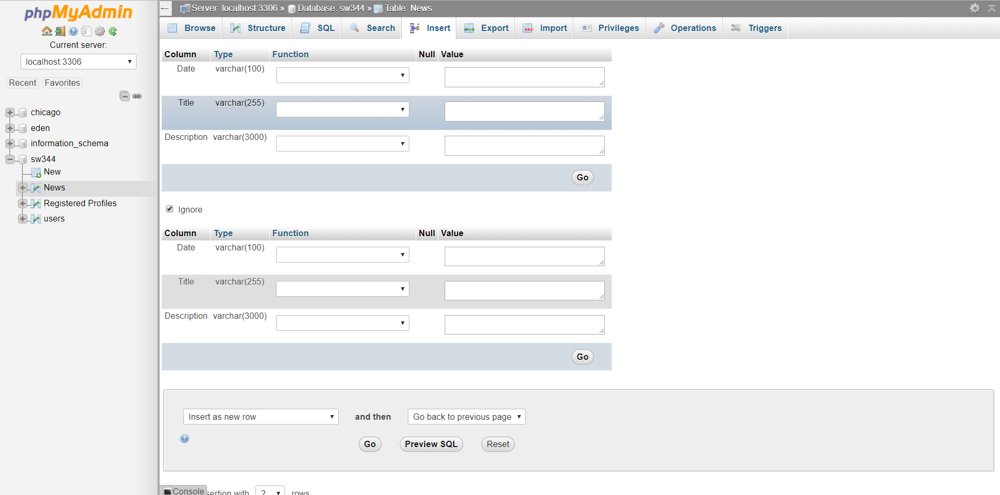 phpMyAdmin
Current server:
localhost:3306
Recent Favorites
chicago
eden
information_schema
sw344
New
News
Registered Profiles
users
Server: localhost:3306 » Database: sw344 » Table: News
Browse Structure SQL Search Insert Export Import Privileges Operations Triggers
Column Type Function Null Value
Date varchar(100)
Title varchar(255)
Description varchar(3000)
Go
Ignore
Column Type Function Null Value
Date varchar(100)
Title varchar(255)
Description varchar(3000)
Go
Insert as new row and then Go back to previous page
Go Preview SQL Reset
Console sertion with 2 rows